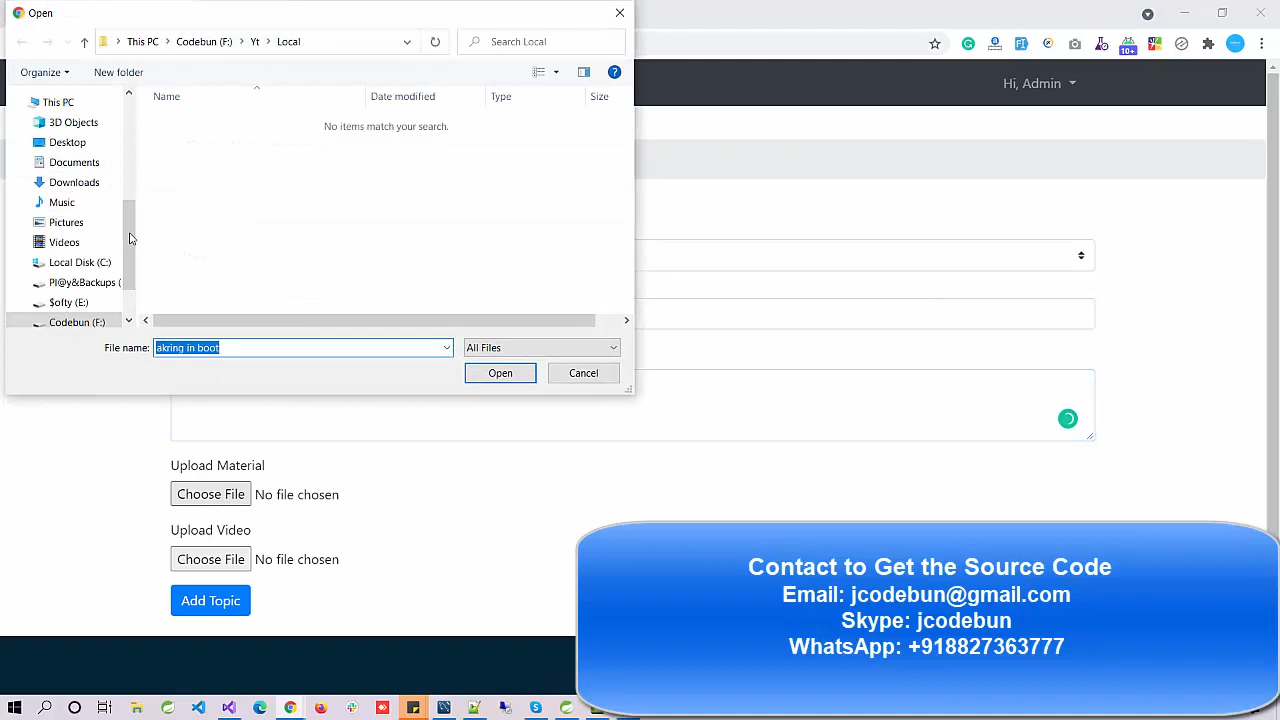 Open
This PC > Codebun (F:) > Yt > Local
Search Local
Organize
New folder
Name
Date modified
Type
Size
No items match your search.
This PC
3D Objects
Desktop
Documents
Downloads
Music
Pictures
Videos
Local Disk (C:)
Pl@y&Backups (
$ofty (E:)
Codebun (F:)
File name:
akring in boot
All Files
Open
Cancel
10+
Hi, Admin
Upload Material
Choose File No file chosen
Upload Video
Choose File No file chosen
Add Topic
Contact to Get the Source Code
Email: jcodebun@gmail.com
Skype: jcodebun
WhatsApp: +918827363777